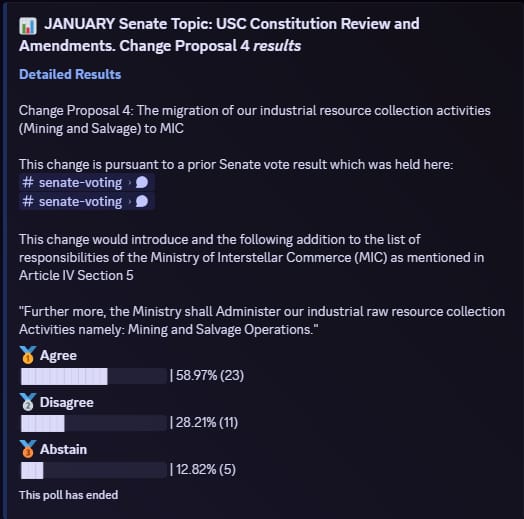 JANUARY Senate Topic: USC Constitution Review and
Amendments. Change Proposal 4 results
Detailed Results
Change Proposal 4: The migration of our industrial resource collection activities
(Mining and Salvage) to MIC
This change is pursuant to a prior Senate vote result which was held here:
# senate-voting ›
# senate-voting ›
This change would introduce and the following addition to the list of
responsibilities of the Ministry of Interstellar Commerce (MIC) as mentioned in
Article IV Section 5
"Further more, the Ministry shall Administer our industrial raw resource collection
Activities namely: Mining and Salvage Operations."
1 Agree
| 58.97% (23)
2 Disagree
| 28.21% (11)
3 Abstain
| 12.82% (5)
This poll has ended